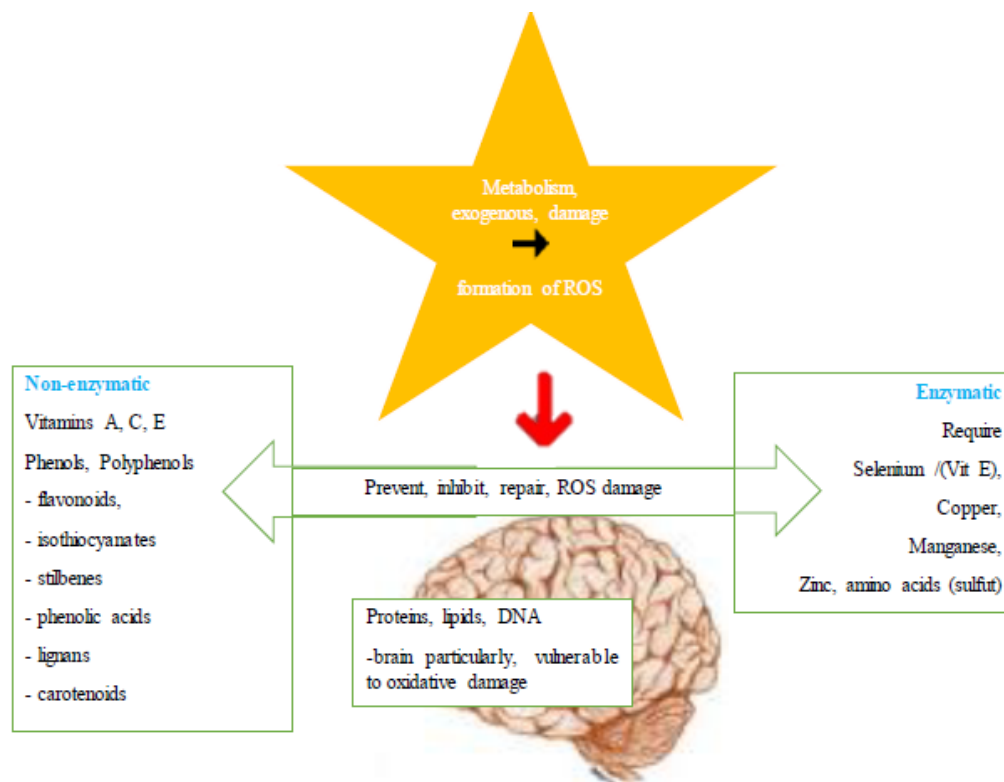 Metabolism,
exogenous, damage
formation of ROS
Non-enzymatic
Vitamins A, C, E
Phenols, Polyphenols
- flavonoids,
- isothiocyanates
- stilbenes
- phenolic acids
- lignans
- carotenoids
Prevent, inhibit, repair, ROS damage
Enzymatic
Require
Selenium /(Vit E),
Copper,
Manganese,
Zinc, amino acids (sulfut)
Proteins, lipids, DNA
-brain particularly, vulnerable
to oxidative damage